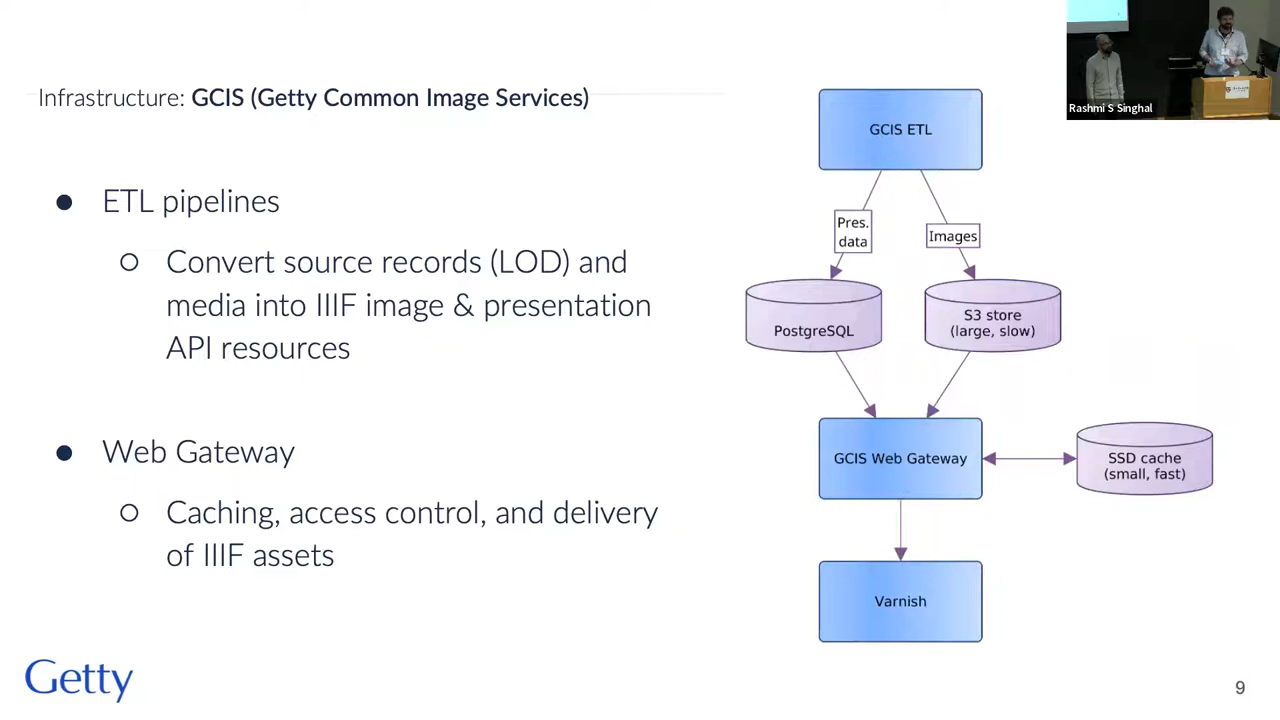 Rashmi S Singhal
Infrastructure: GCIS (Getty Common Image Services)
● ETL pipelines
○ Convert source records (LOD) and
media into IIIF image & presentation
API resources
● Web Gateway
○ Caching, access control, and delivery
of IIIF assets
GCIS ETL
Pres.
data
Images
PostgreSQL
S3 store
(large, slow)
GCIS Web Gateway
SSD cache
(small, fast)
Varnish
Getty
9